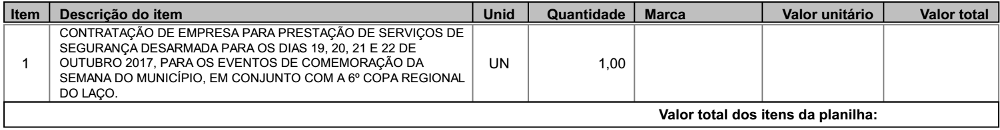 Item Descrição do item Unid Quantidade Marca Valor unitário Valor total
CONTRATAÇÃO DE EMPRESA PARA PRESTAÇÃO DE SERVIÇOS DE
SEGURANÇA DESARMADA PARA OS DIAS 19, 20, 21 E 22 DE
1 OUTUBRO 2017, PARA OS EVENTOS DE COMEMORAÇÃO DA UN 1,00
SEMANA DO MUNICÍPIO, EM CONJUNTO COM A 6º COPA REGIONAL
DO LAÇO.
Valor total dos itens da planilha: